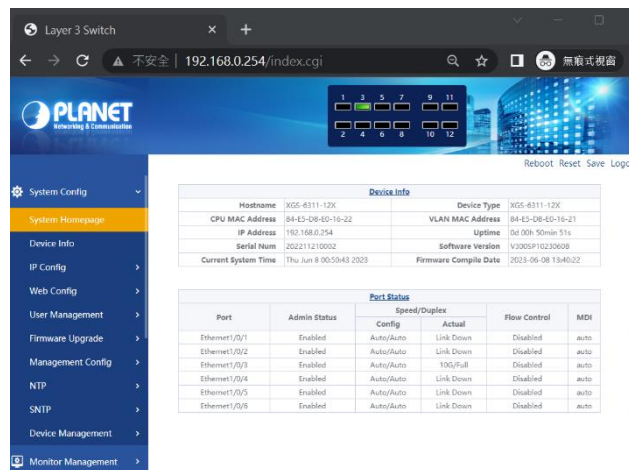 Layer 3 Switch
不安全 192.168.0.254/index.cgi 無痕式視窗
PLANET
Networking & Communication
1 3 5 7 9 11
2 4 6 8 10 12
Reboot Reset Save Logo
System Config
System Homepage
Device Info
IP Config
Web Config
User Management
Firmware Upgrade
Management Config
NTP
SNTP
Device Management
Monitor Management
Device Info
Hostname XGS-6311-12X Device Type XGS-6311-12X
CPU MAC Address 84-E5-D8-E0-16-22 VLAN MAC Address 84-E5-D8-E0-16-21
IP Address 192.168.0.254 Uptime 0d 00h 50min 51s
Serial Num 202211210002 Software Version V300SP10230608
Current System Time Thu Jun 8 00:50:43 2023 Firmware Compile Date 2023-06-08 13:40:22
Port Status
Port Admin Status Speed/Duplex Flow Control MDI
Config Actual
Ethernet1/0/1 Enabled Auto/Auto Link Down Disabled auto
Ethernet1/0/2 Enabled Auto/Auto Link Down Disabled auto
Ethernet1/0/3 Enabled Auto/Auto 10G/Full Disabled auto
Ethernet1/0/4 Enabled Auto/Auto Link Down Disabled auto
Ethernet1/0/5 Enabled Auto/Auto Link Down Disabled auto
Ethernet1/0/6 Enabled Auto/Auto Link Down Disabled auto